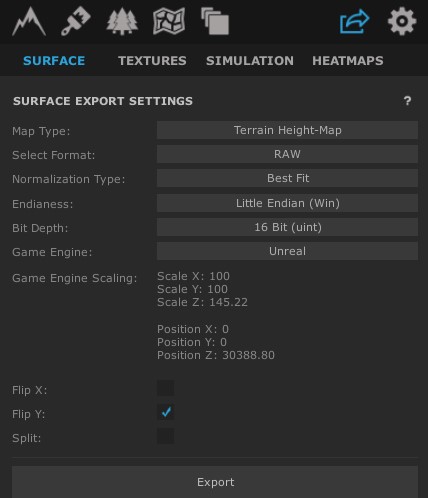 SURFACE TEXTURES SIMULATION HEATMAPS
SURFACE EXPORT SETTINGS ?
Map Type: Terrain Height-Map
Select Format: RAW
Normalization Type: Best Fit
Endianess: Little Endian (Win)
Bit Depth: 16 Bit (uint)
Game Engine: Unreal
Game Engine Scaling: Scale X: 100
Scale Y: 100
Scale Z: 145.22
Position X: 0
Position Y: 0
Position Z: 30388.80
Flip X:
Flip Y:
Split:
Export